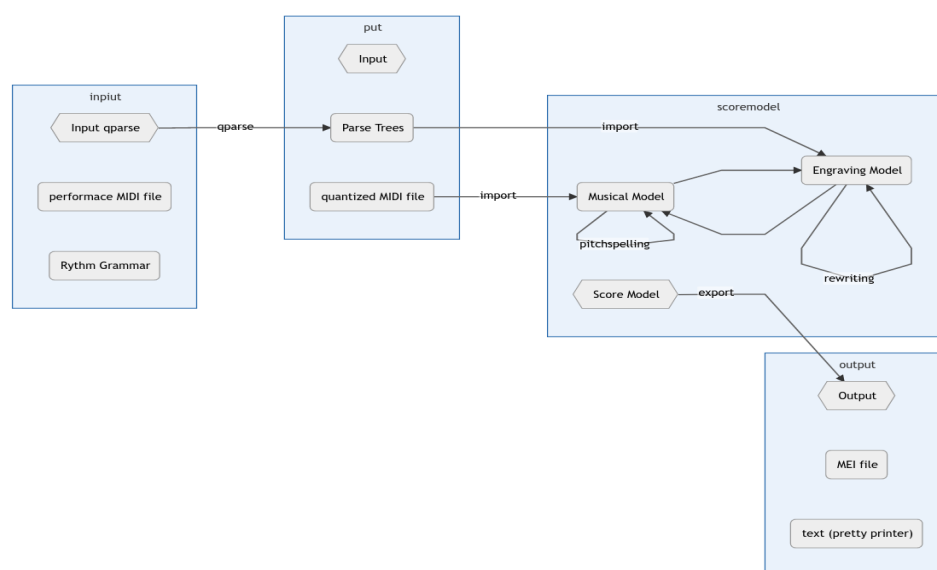 inpiut
Input qparse
performace MIDI file
Rythm Grammar
qparse
put
Input
Parse Trees
quantized MIDI file
import
import
scoremodel
Engraving Model
Musical Model
pitchspelling
rewriting
Score Model
export
output
Output
MEI file
text (pretty printer)